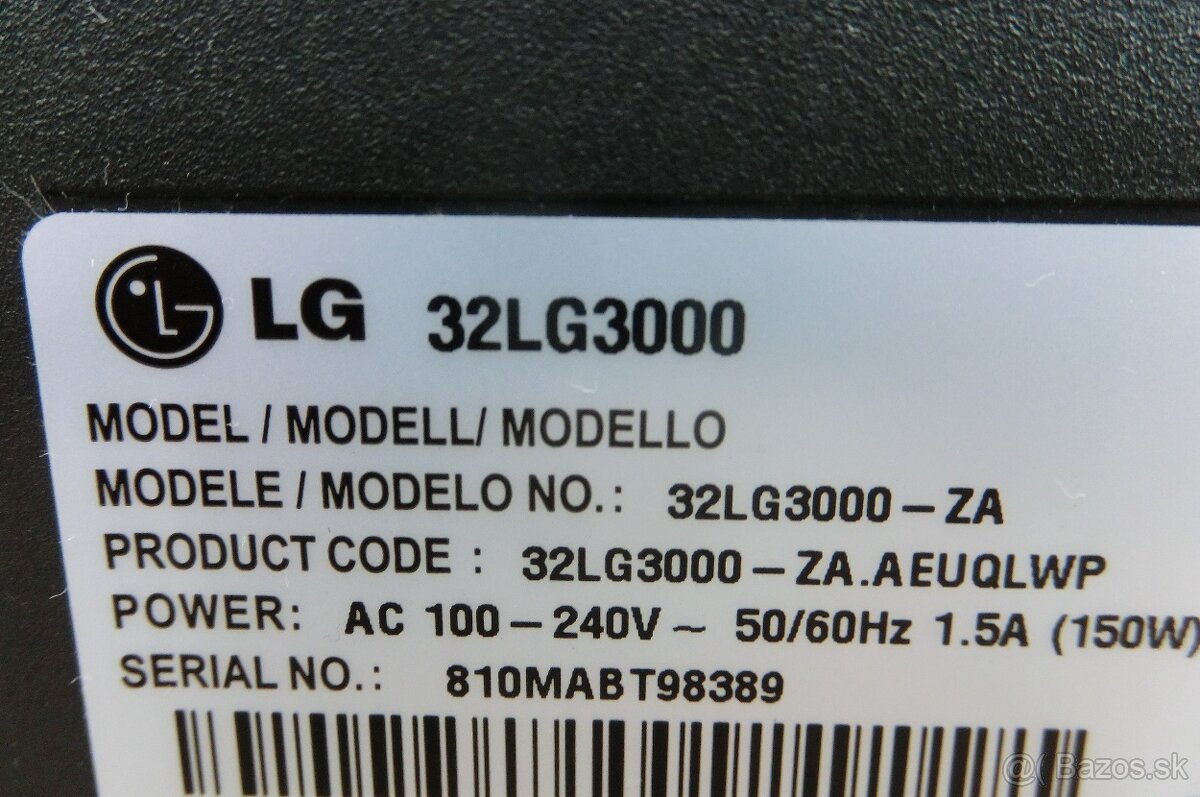 LG 32LG3000
MODEL / MODELL/ MODELLO
MODELE / MODELO NO.: 32LG3000-ZA
PRODUCT CODE : 32LG3000-ZA.AEUQLWP
POWER: AC 100-240V~ 50/60Hz 1.5A (150W)
SERIAL NO.: 810MABT98389
@( Bazos.sk